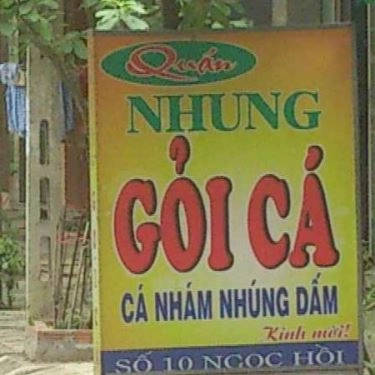 Quán
NHUNG
GỎI CÁ
CÁ NHÁM NHÚNG DẤM
Kính mời!
SỐ 10 NGỌC HỒI